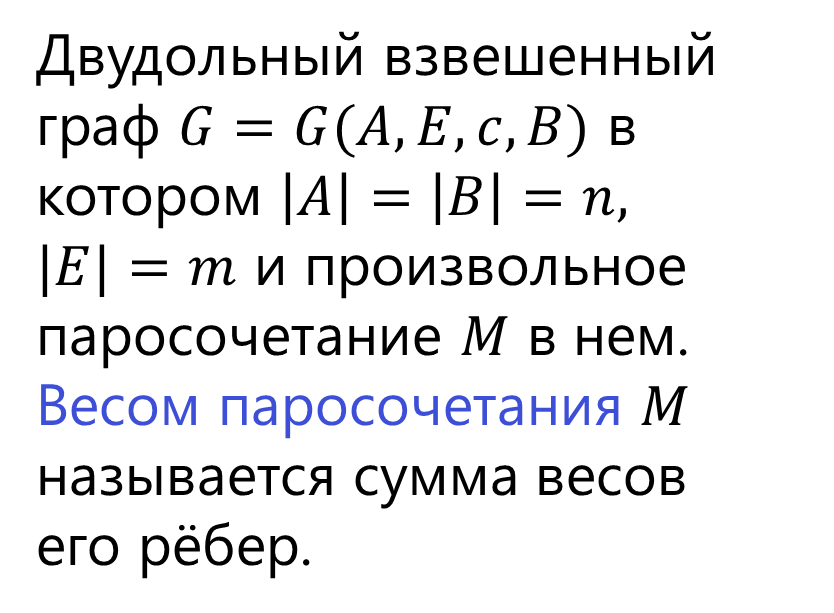 Двудольный взвешенный
граф G = G(A, E, c, B) в
котором |A| = |B| = n,
|E| = m и произвольное
паросочетание M в нем.
Весом паросочетания M
называется сумма весов
его рёбер.